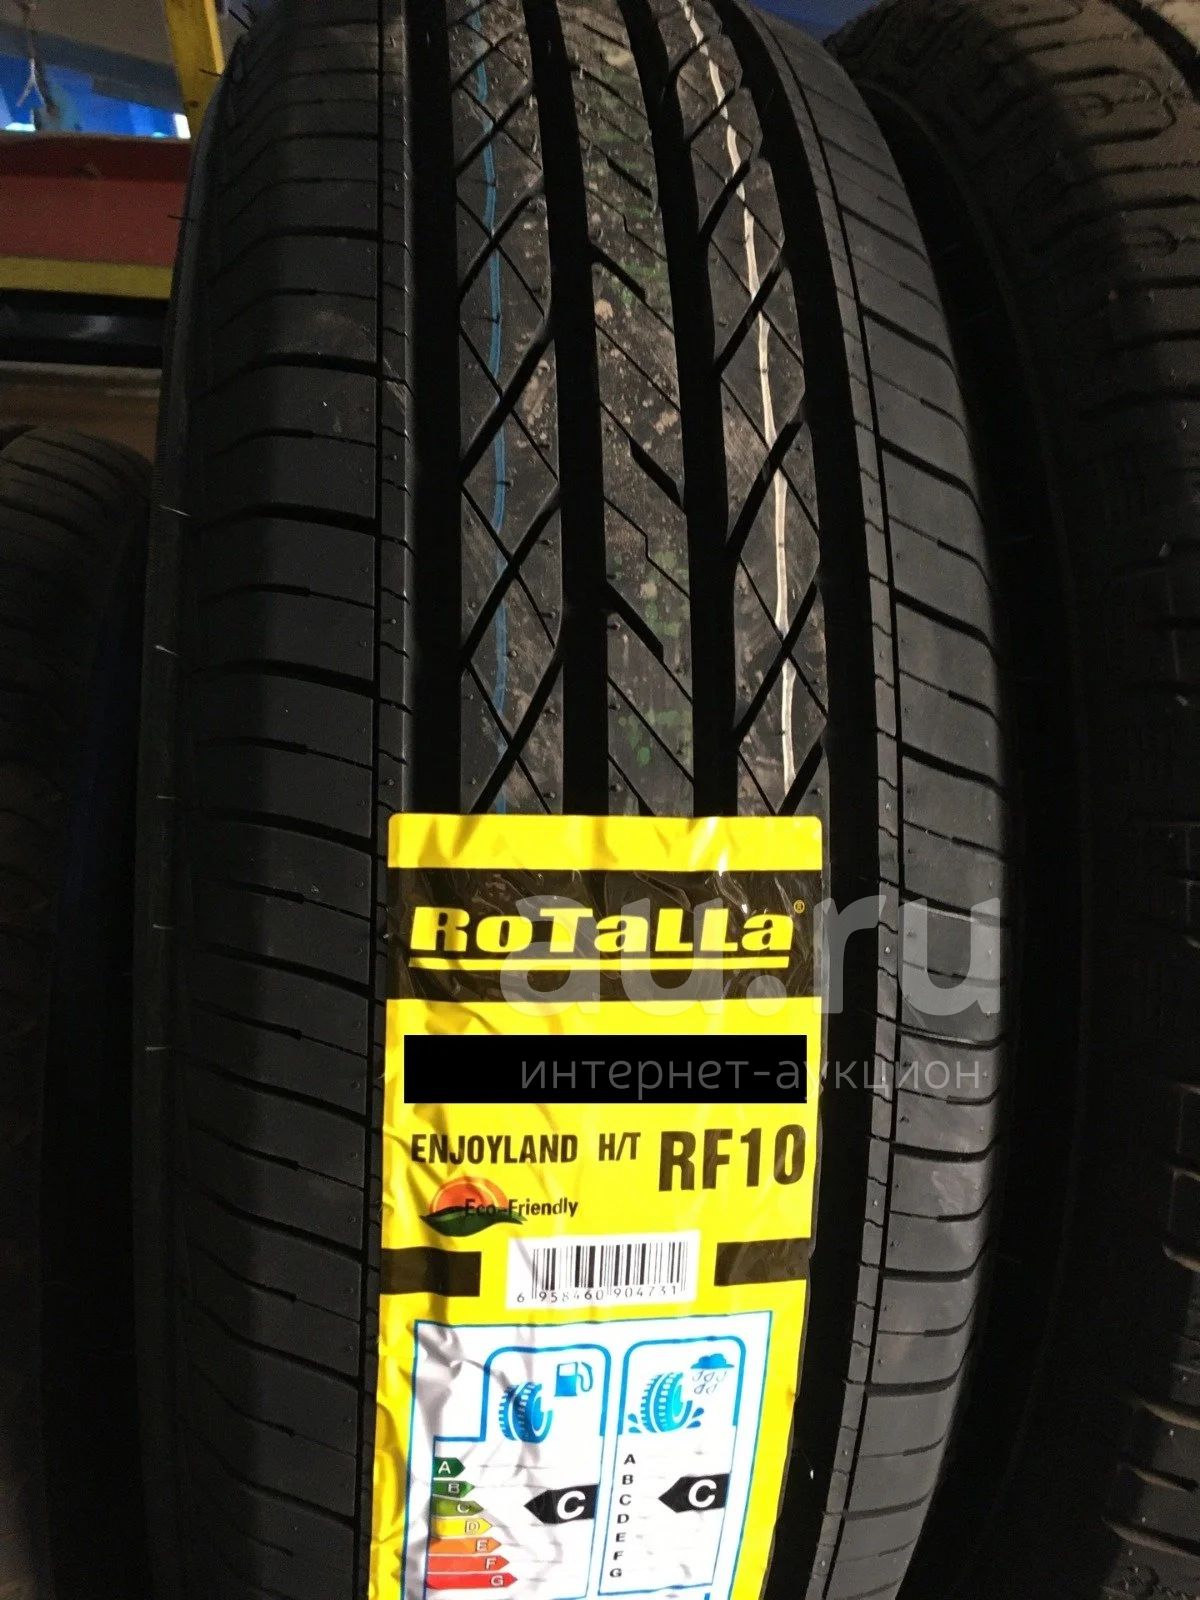 RoTaLLa®
au.ru
интернет-аукцион
ENJOYLAND H/T RF10
Eco-Friendly
6 958460 904731
A
B
C
D
E
F
G
C
A
B
C
D
E
F
G
C